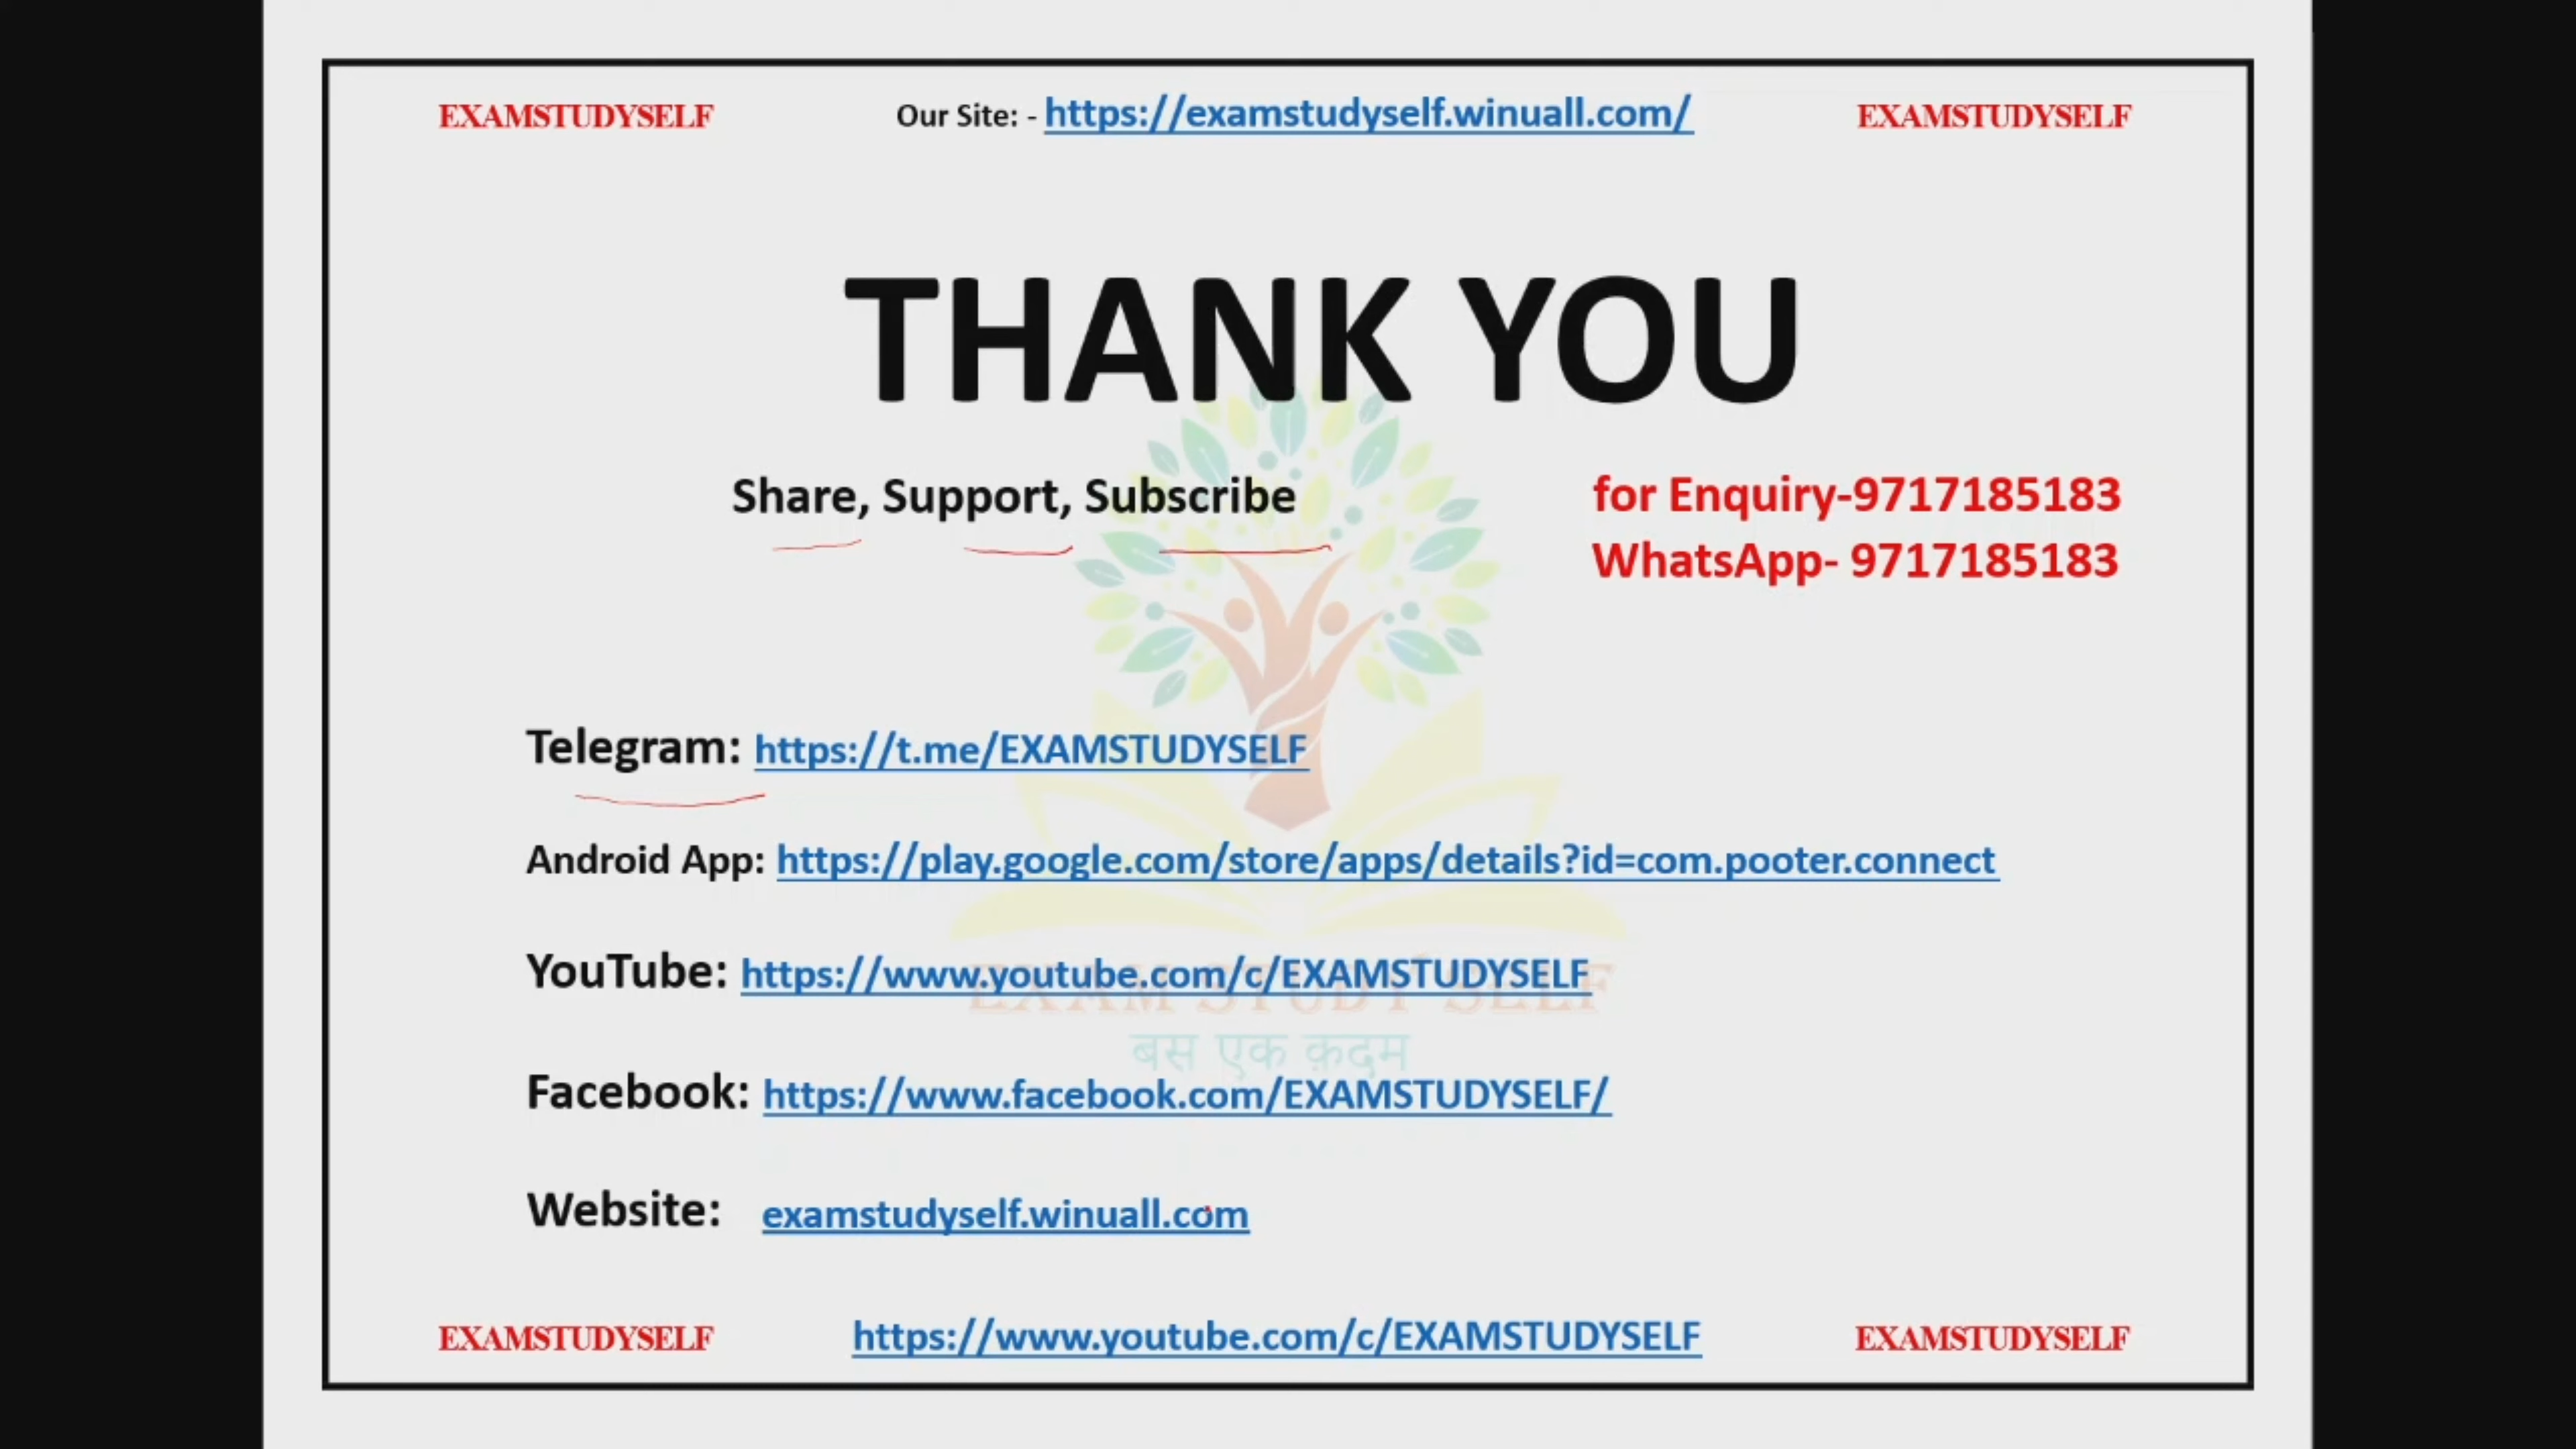 EXAMSTUDYSELF Our Site: - https://examstudyself.winuall.com/ EXAMSTUDYSELF
THANK YOU
Share, Support, Subscribe
for Enquiry-9717185183
WhatsApp- 9717185183
Telegram: https://t.me/EXAMSTUDYSELF
Android App: https://play.google.com/store/apps/details?id=com.pooter.connect
YouTube: https://www.youtube.com/c/EXAMSTUDYSELF
EXAM STUDY SELF
बस एक क़दम
Facebook: https://www.facebook.com/EXAMSTUDYSELF/
Website: examstudyself.winuall.com
EXAMSTUDYSELF https://www.youtube.com/c/EXAMSTUDYSELF EXAMSTUDYSELF